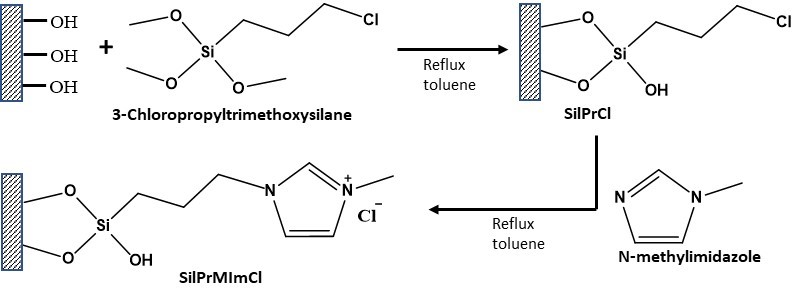 OH
OH
OH
+
O
O
O
Si
Cl
3-Chloropropyltrimethoxysilane
Reflux
toluene
O
O
Si
OH
Cl
SilPrCl
O
O
Si
OH
N
N
+
Cl−
SilPrMImCl
Reflux
toluene
N
N
N-methylimidazole